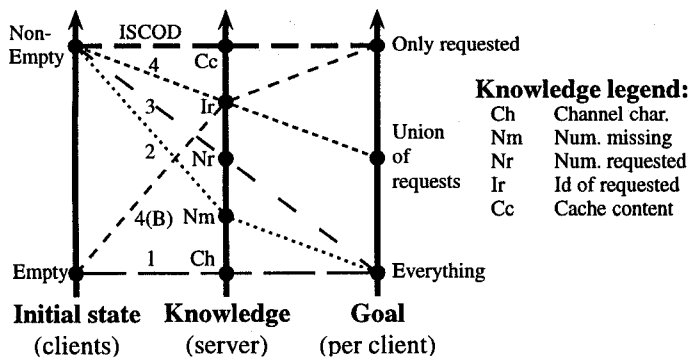 Non-
Empty
ISCOD
Cc
Only requested
4
Ir
3
Nr
2
Union
of
requests
4(B)
Nm
Empty
1
Ch
Everything
Initial state
(clients)
Knowledge
(server)
Goal
(per client)
Knowledge legend:
Ch Channel char.
Nm Num. missing
Nr Num. requested
Ir Id of requested
Cc Cache content